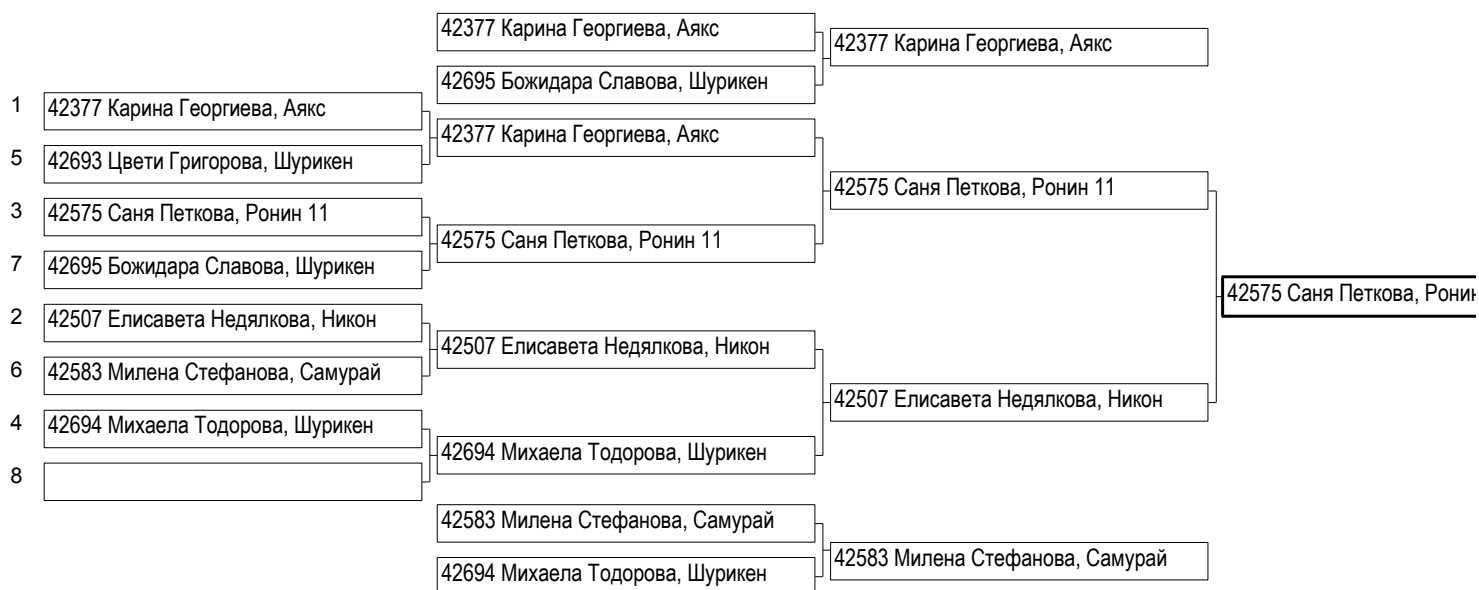 42377 Карина Георгиева, Аякс
42377 Карина Георгиева, Аякс
42695 Божидара Славова, Шурикен
1 42377 Карина Георгиева, Аякс
42377 Карина Георгиева, Аякс
5 42693 Цвети Григорова, Шурикен
42575 Саня Петкова, Ронин 11
3 42575 Саня Петкова, Ронин 11
42575 Саня Петкова, Ронин 11
7 42695 Божидара Славова, Шурикен
42575 Саня Петкова, Ронин
2 42507 Елисавета Недялкова, Никон
42507 Елисавета Недялкова, Никон
6 42583 Милена Стефанова, Самурай
42507 Елисавета Недялкова, Никон
4 42694 Михаела Тодорова, Шурикен
42694 Михаела Тодорова, Шурикен
8
42583 Милена Стефанова, Самурай
42583 Милена Стефанова, Самурай
42694 Михаела Тодорова, Шурикен